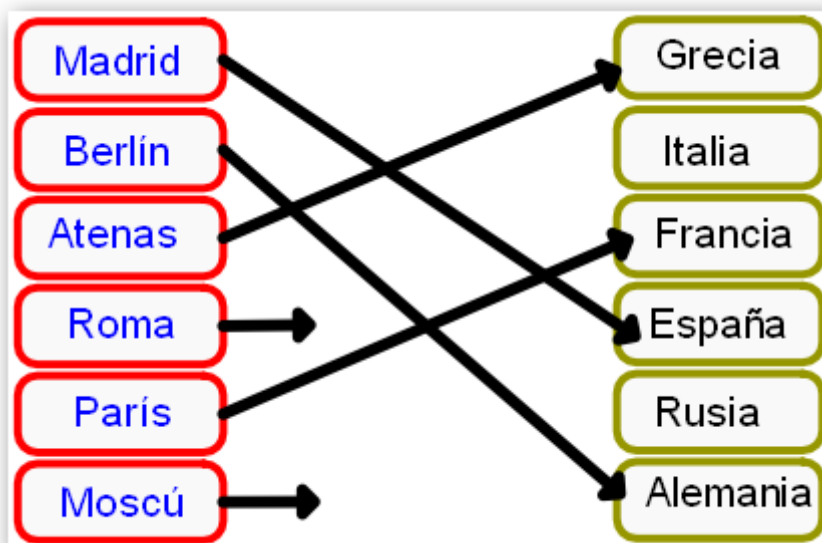 Madrid
Berlín
Atenas
Roma
París
Moscú
Grecia
Italia
Francia
España
Rusia
Alemania